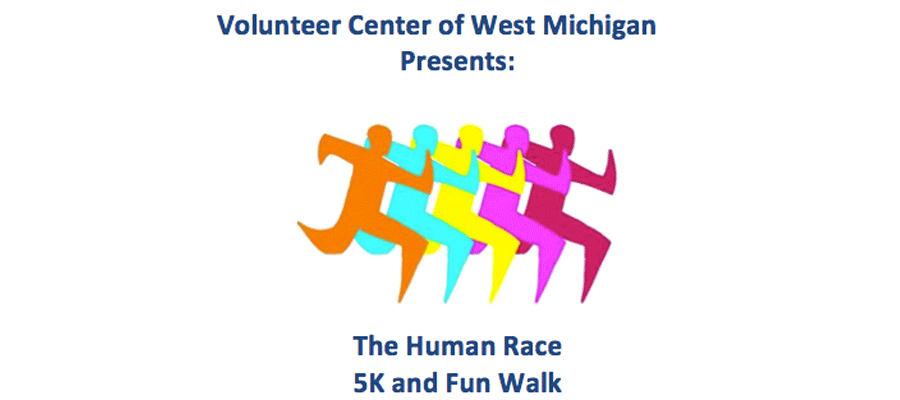 Volunteer Center of West Michigan
Presents:
The Human Race
5K and Fun Walk